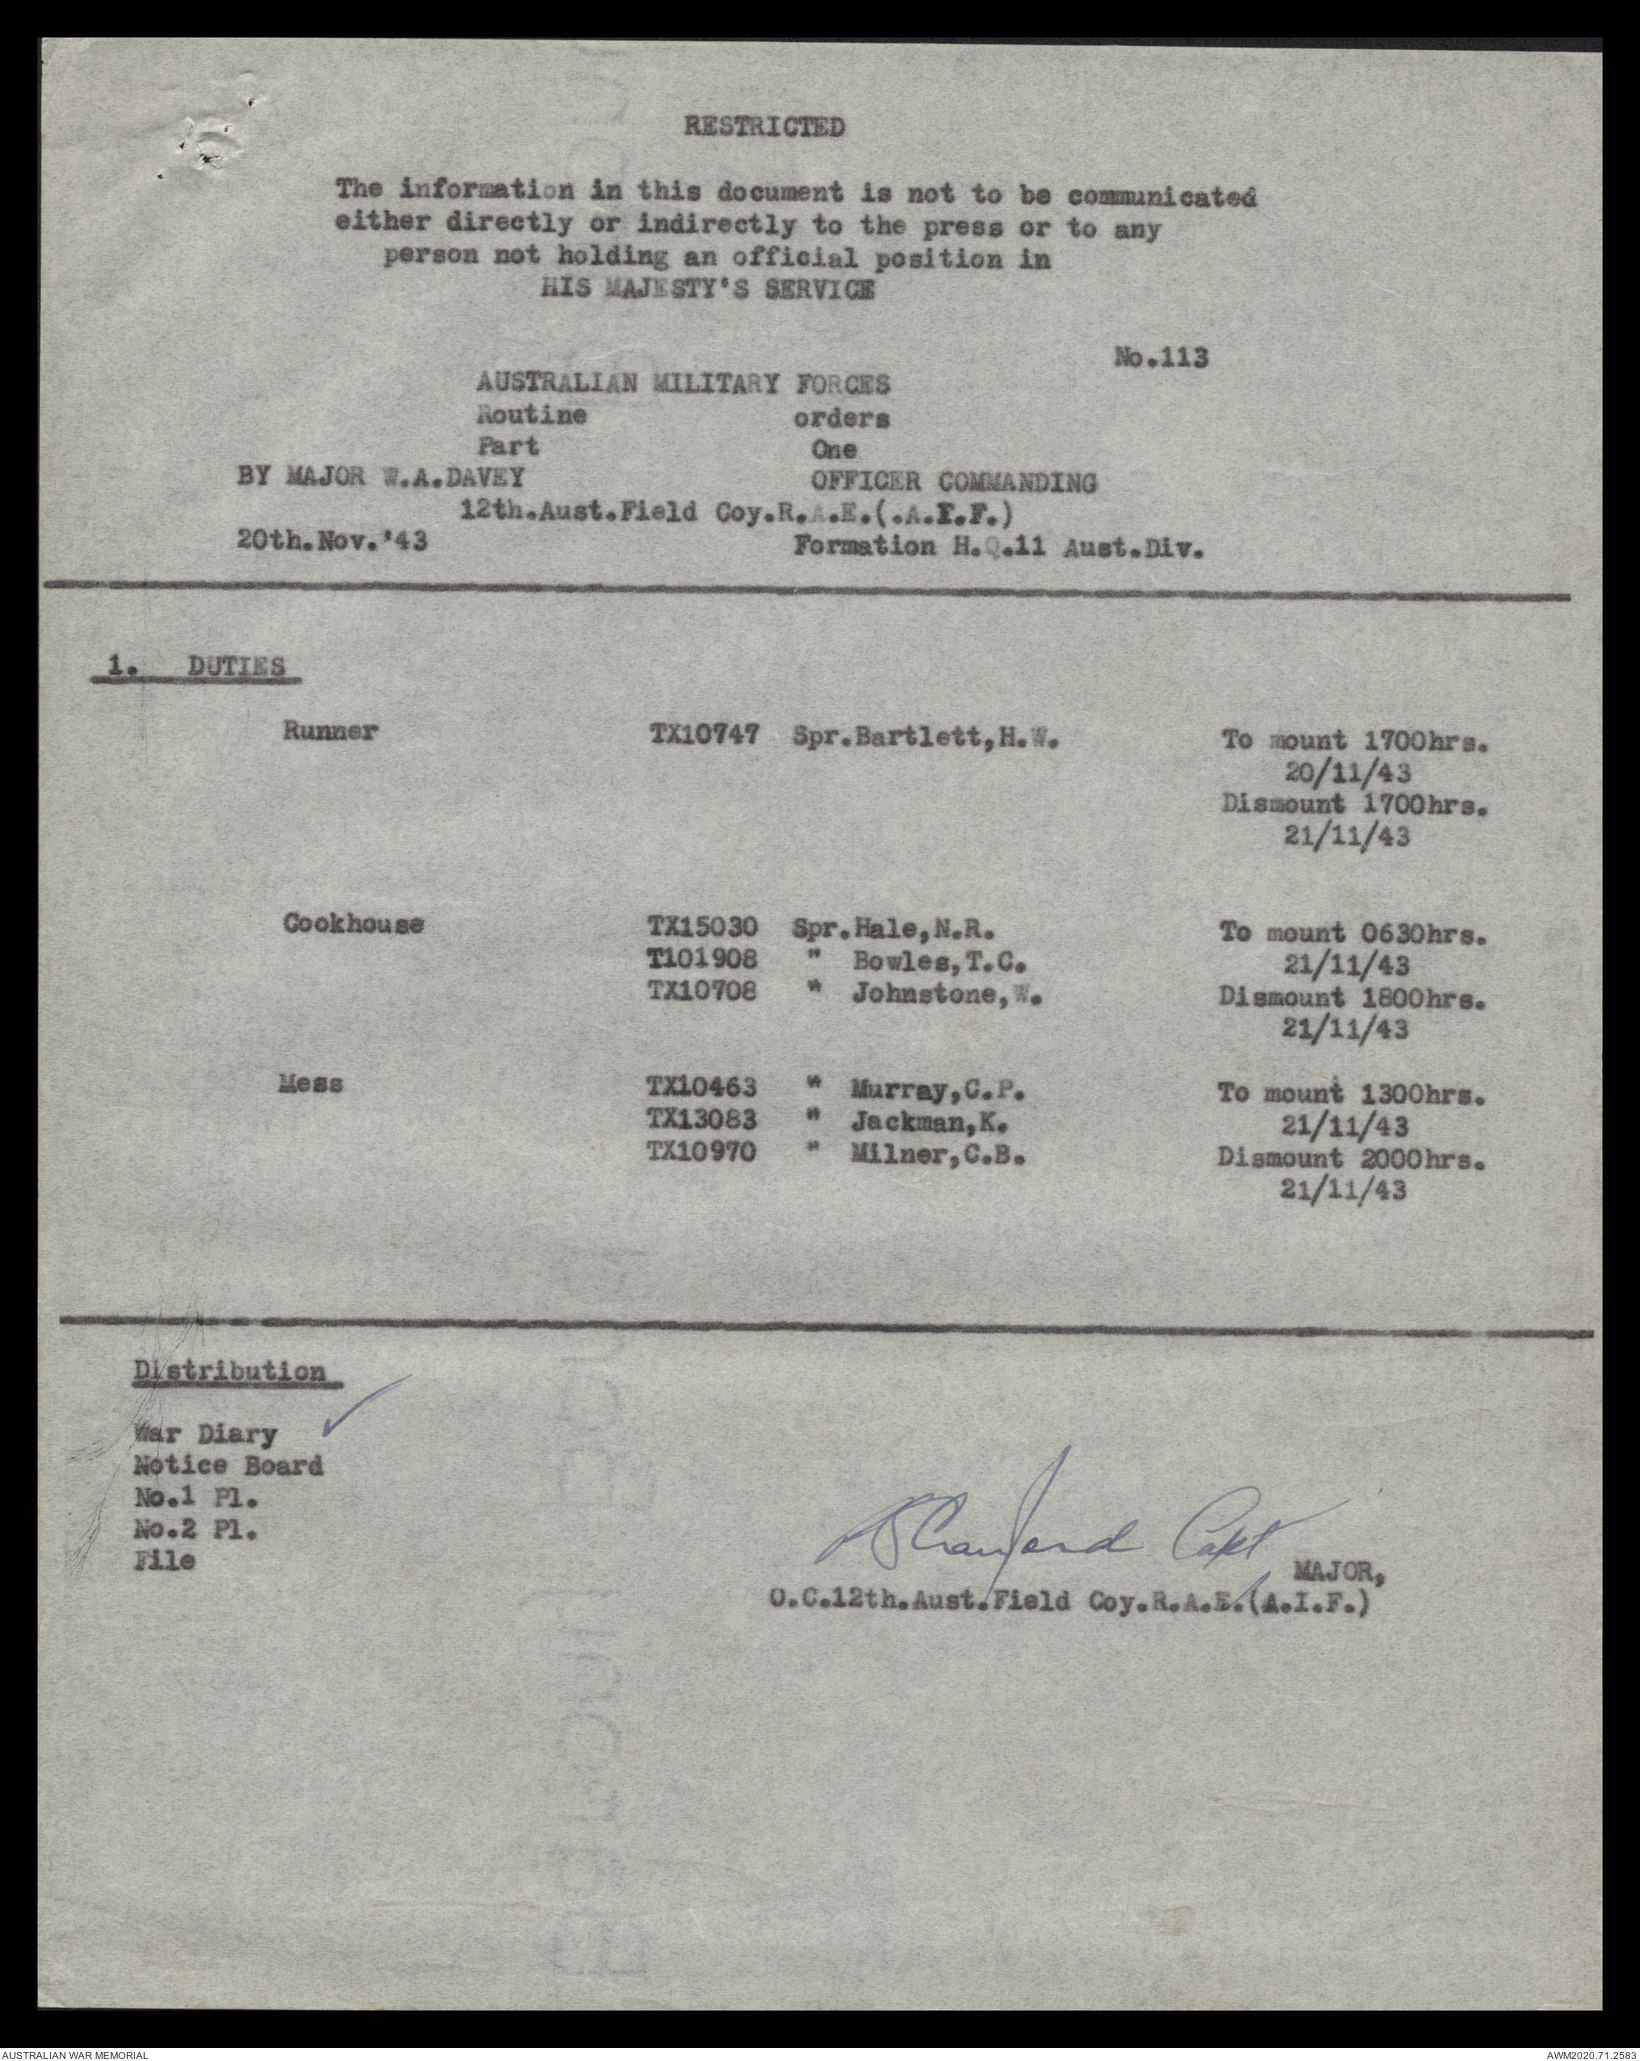 RESTRICTED
The information in this document is not to be communicated
either directly or indirectly to the press or to any
person not holding an official position in
HIS MAJESTY'S SERVICE
No.113
AUSTRALIAN MILITARY FORCES
Routine orders
Part One
BY MAJOR W.A.DAVEY OFFICER COMMANDING
12th.Aust.Field Coy.R.A.E.(.A.I.F.)
20th.Nov.'43 Formation H.Q.11 Aust.Div.
1. DUTIES
Runner TX10747 Spr.Bartlett,H.W. To mount 1700hrs.
20/11/43
Dismount 1700hrs.
21/11/43
Cookhouse TX15030 Spr.Hale,N.R. To mount 0630hrs.
T101908 " Bowles,T.C. 21/11/43
TX10708 " Johnstone,W. Dismount 1800hrs.
21/11/43
Mess TX10463 " Murray,C.P. To mount 1300hrs.
TX13083 " Jackman,K. 21/11/43
TX10970 " Milner,C.B. Dismount 2000hrs.
21/11/43
Distribution
War Diary ✓
Notice Board
No.1 Pl.
No.2 Pl.
File
Capt
MAJOR,
O.C.12th.Aust.Field Coy.R.A.E.(A.I.F.)
AUSTRALIAN WAR MEMORIAL AWM2020.71.2583